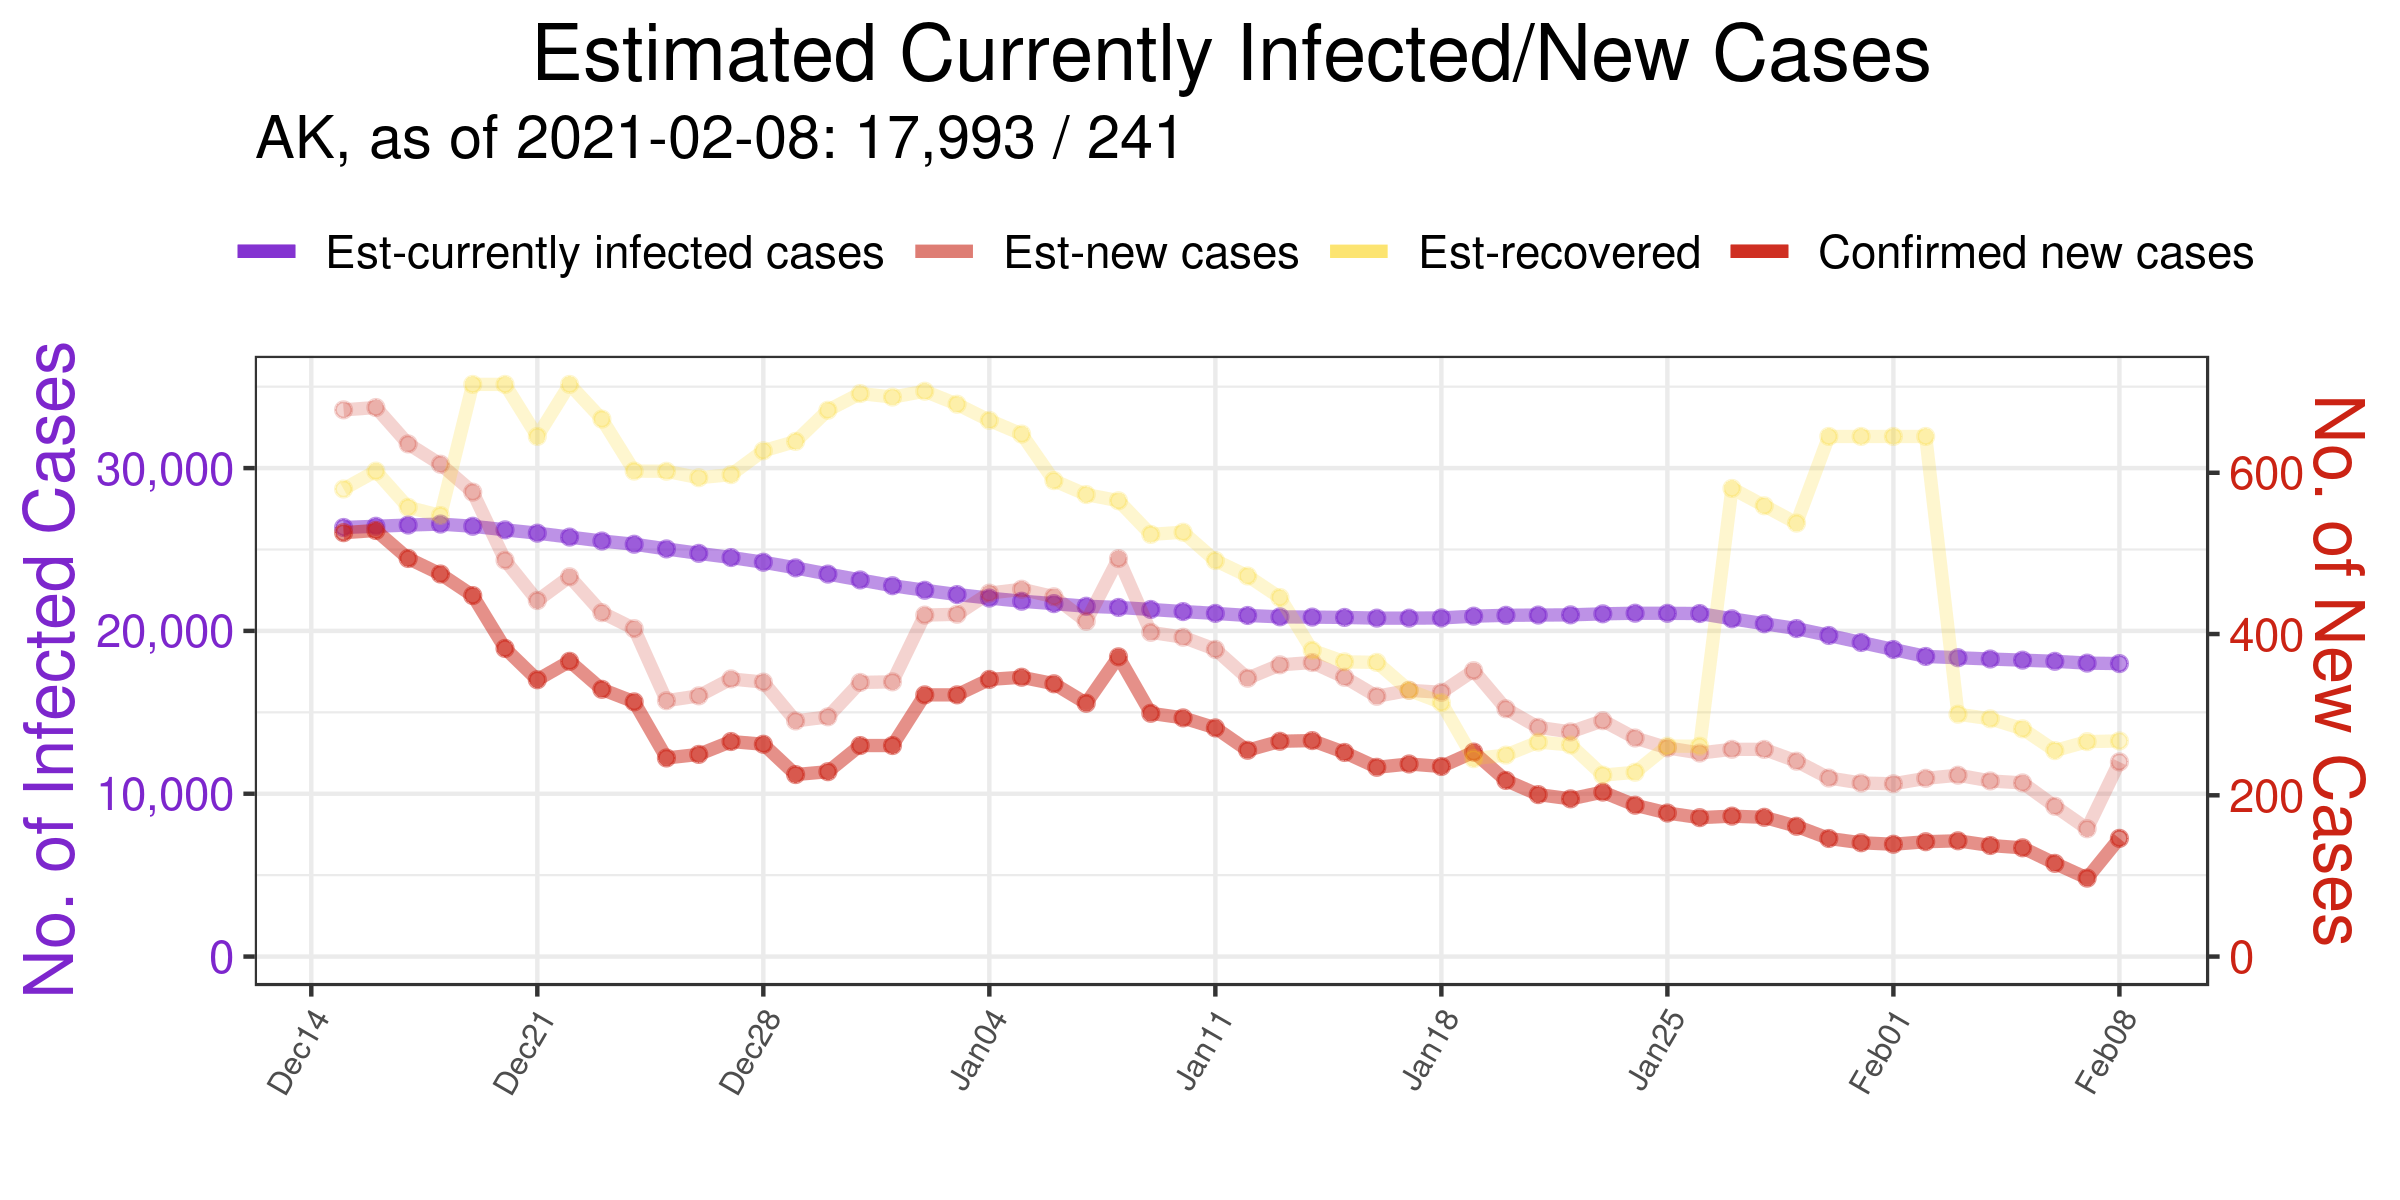 Estimated Currently Infected/New Cases
AK, as of 2021-02-08: 17,993 / 241
Est-currently infected cases Est-new cases Est-recovered Confirmed new cases
No. of Infected Cases
30,000
20,000
10,000
0
600
400
200
0
No. of New Cases
Dec14 Dec21 Dec28 Jan04 Jan11 Jan18 Jan25 Feb01 Feb08